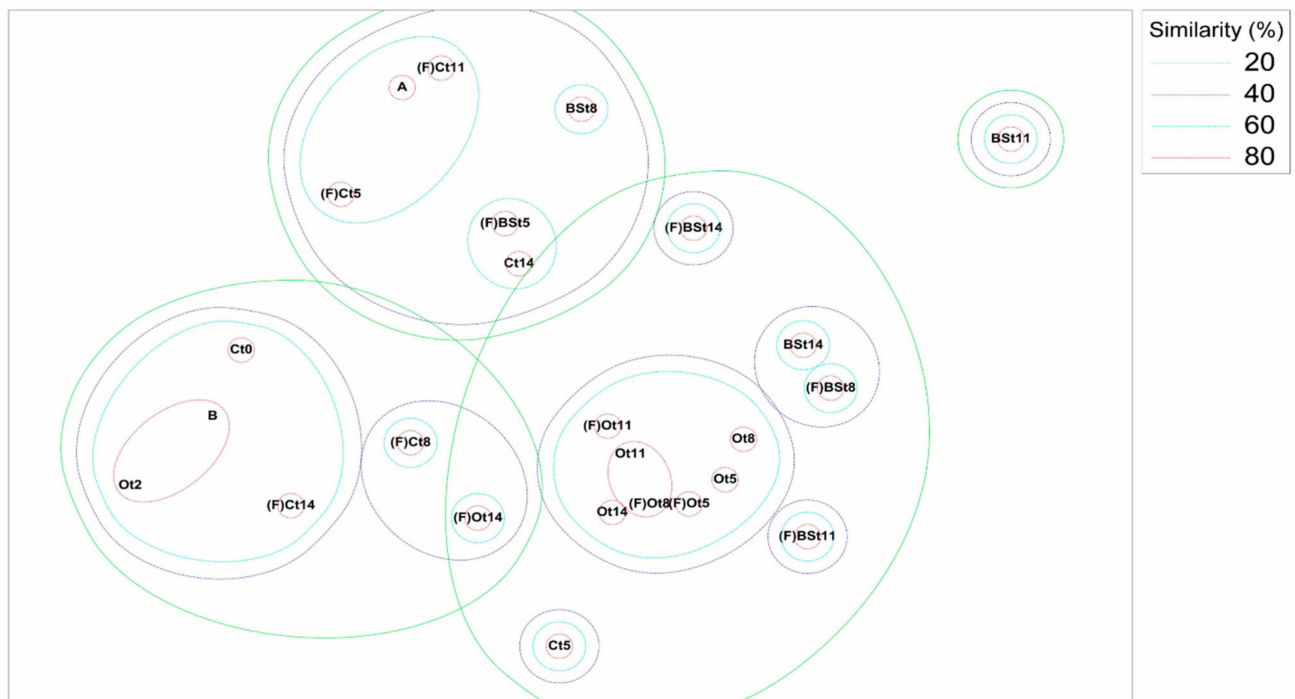 Similarity (%)
20
40
60
80
(F)Ct11
A
BSt8
BSt11
(F)Ct5
(F)BSt5
(F)BSt14
Ct14
Ct0
BSt14
(F)BSt8
B
(F)Ct8
(F)Ot11
Ot8
Ot11
Ot2
Ot5
(F)Ct14
(F)Ot8
(F)Ot5
Ot14
(F)Ot14
(F)BSt11
Ct5